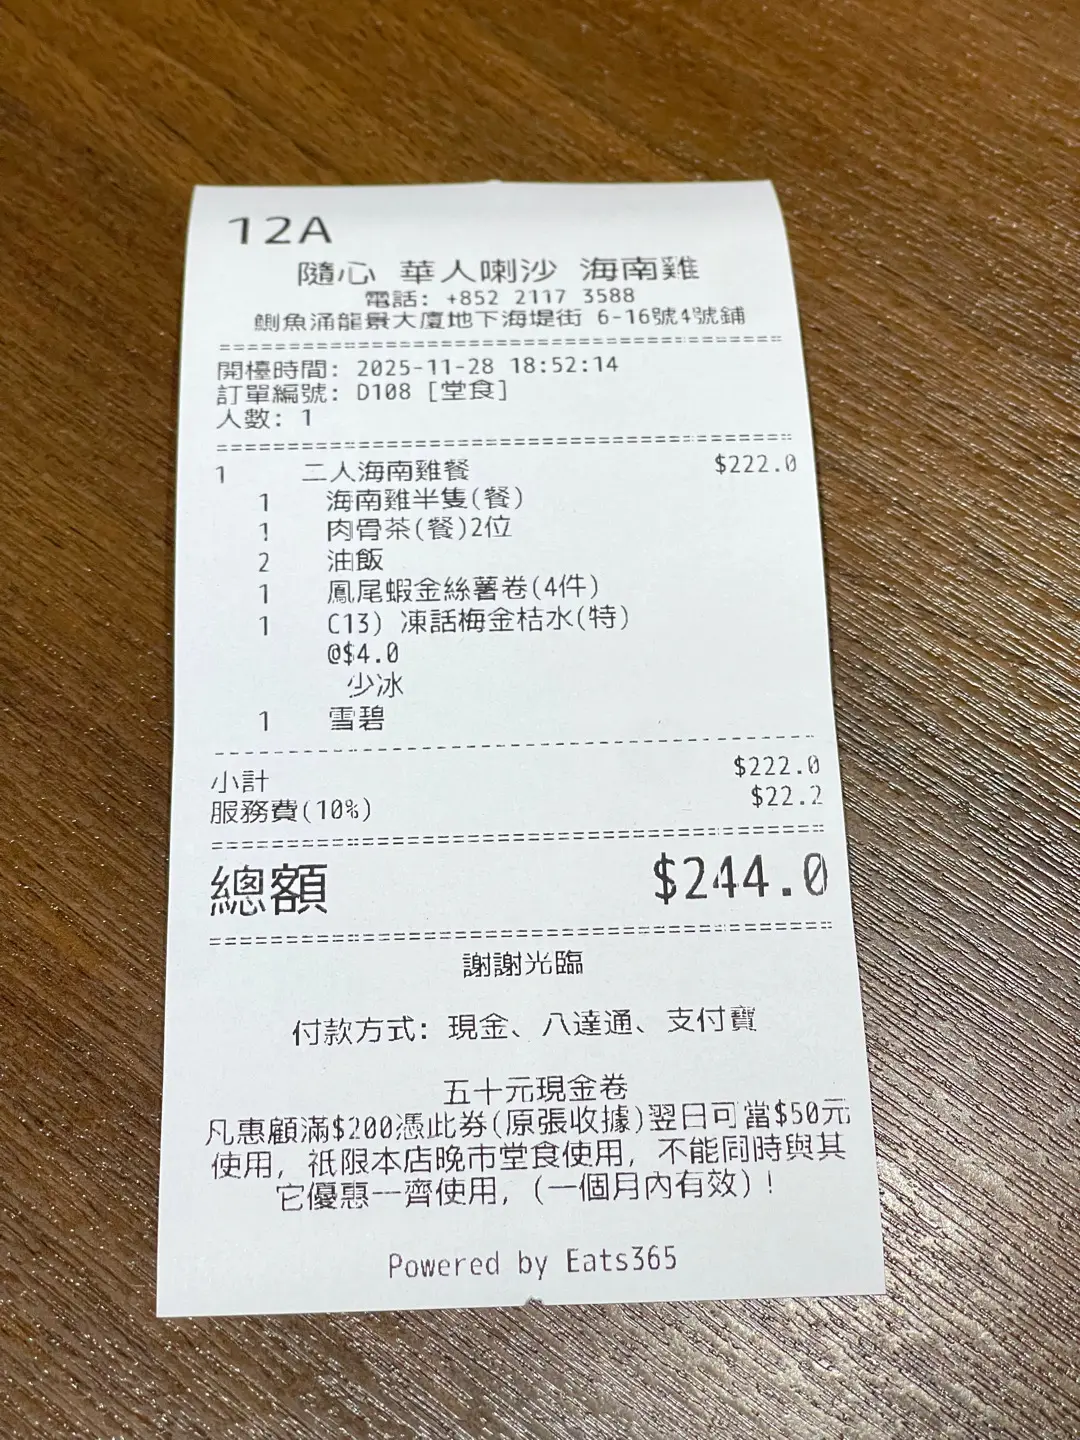 12A
隨心 華人喇沙 海南雞
電話: +852 2117 3588
鰂魚涌龍景大廈地下海堤街 6-16號4號鋪
開檯時間: 2025-11-28 18:52:14
訂單編號: D108 [堂食]
人數: 1
1 二人海南雞餐 $222.0
1 海南雞半隻(餐)
1 肉骨茶(餐)2位
2 油飯
1 鳳尾蝦金絲薯卷(4件)
1 C13) 凍話梅金桔水(特)
@$4.0
少冰
1 雪碧
小計 $222.0
服務費(10%) $22.2
總額 $244.0
謝謝光臨
付款方式: 現金、八達通、支付寶
五十元現金卷
凡惠顧滿$200憑此券(原張收據)翌日可當$50元
使用, 祇限本店晚市堂食使用, 不能同時與其
它優惠一齊使用, (一個月內有效)!
Powered by Eats365